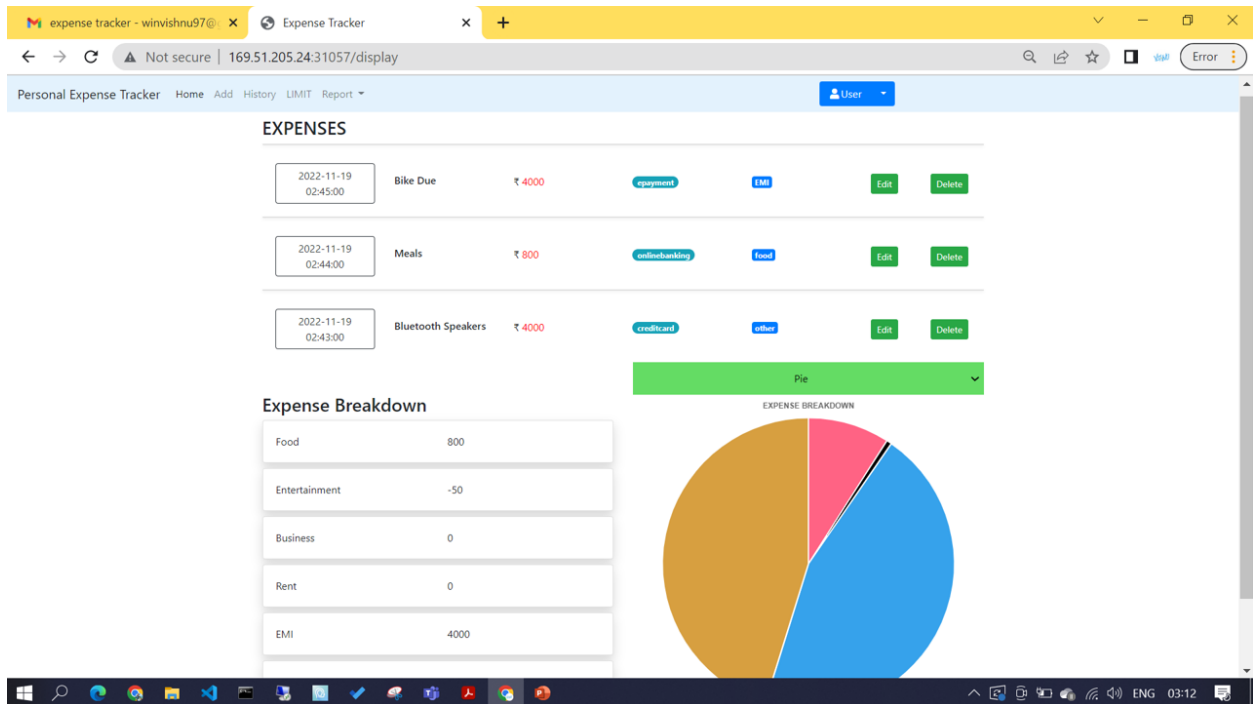 expense tracker - winvishnu97@
Expense Tracker
Not secure | 169.51.205.24:31057/display
Error
Personal Expense Tracker Home Add History LIMIT Report
User
EXPENSES
2022-11-19
02:45:00
Bike Due ₹ 4000 epayment EMI Edit Delete
2022-11-19
02:44:00
Meals ₹ 800 onlinebanking food Edit Delete
2022-11-19
02:43:00
Bluetooth Speakers ₹ 4000 creditcard other Edit Delete
Pie
Expense Breakdown
EXPENSE BREAKDOWN
Food 800
Entertainment -50
Business 0
Rent 0
EMI 4000
ENG 03:12